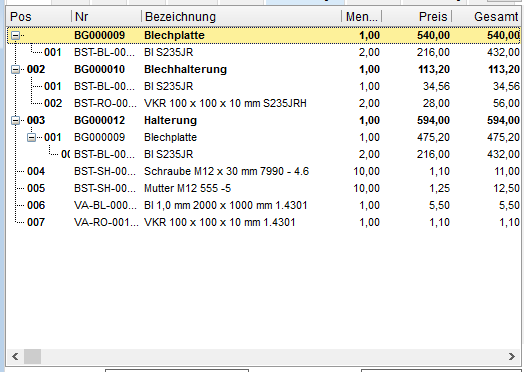 Pos Nr Bezeichnung Men... Preis Gesamt
BG000009 Blechplatte 1,00 540,00 540,00
001 BST-BL-00... Bl S235JR 2,00 216,00 432,00
002 BG000010 Blechhalterung 1,00 113,20 113,20
001 BST-BL-00... Bl S235JR 1,00 34,56 34,56
002 BST-RO-00... VKR 100 x 100 x 10 mm S235JRH 2,00 28,00 56,00
003 BG000012 Halterung 1,00 594,00 594,00
001 BG000009 Blechplatte 1,00 475,20 475,20
BST-BL-00... Bl S235JR 2,00 216,00 432,00
004 BST-SH-00... Schraube M12 x 30 mm 7990 - 4.6 10,00 1,10 11,00
005 BST-SH-00... Mutter M12 555 -5 10,00 1,25 12,50
006 VA-BL-000... Bl 1,0 mm 2000 x 1000 mm 1.4301 1,00 5,50 5,50
007 VA-RO-001... VKR 100 x 100 x 10 mm 1.4301 1,00 1,10 1,10